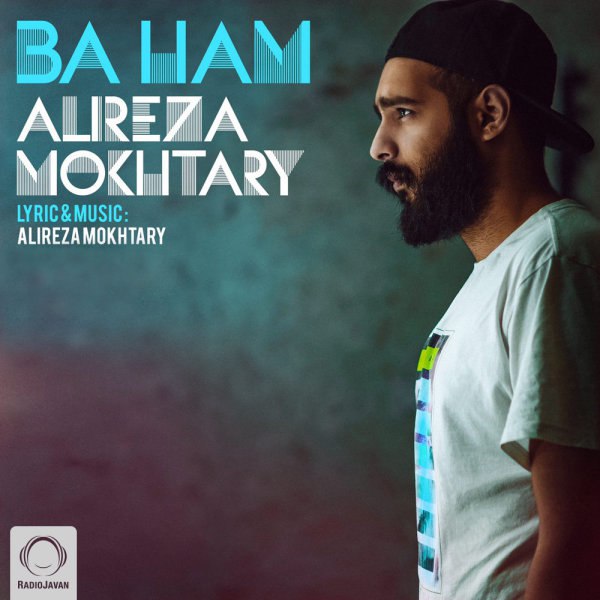 BA HAM
ALIREZA
MOKHTARY
LYRIC & MUSIC :
ALIREZA MOKHTARY
RADIOJAVAN